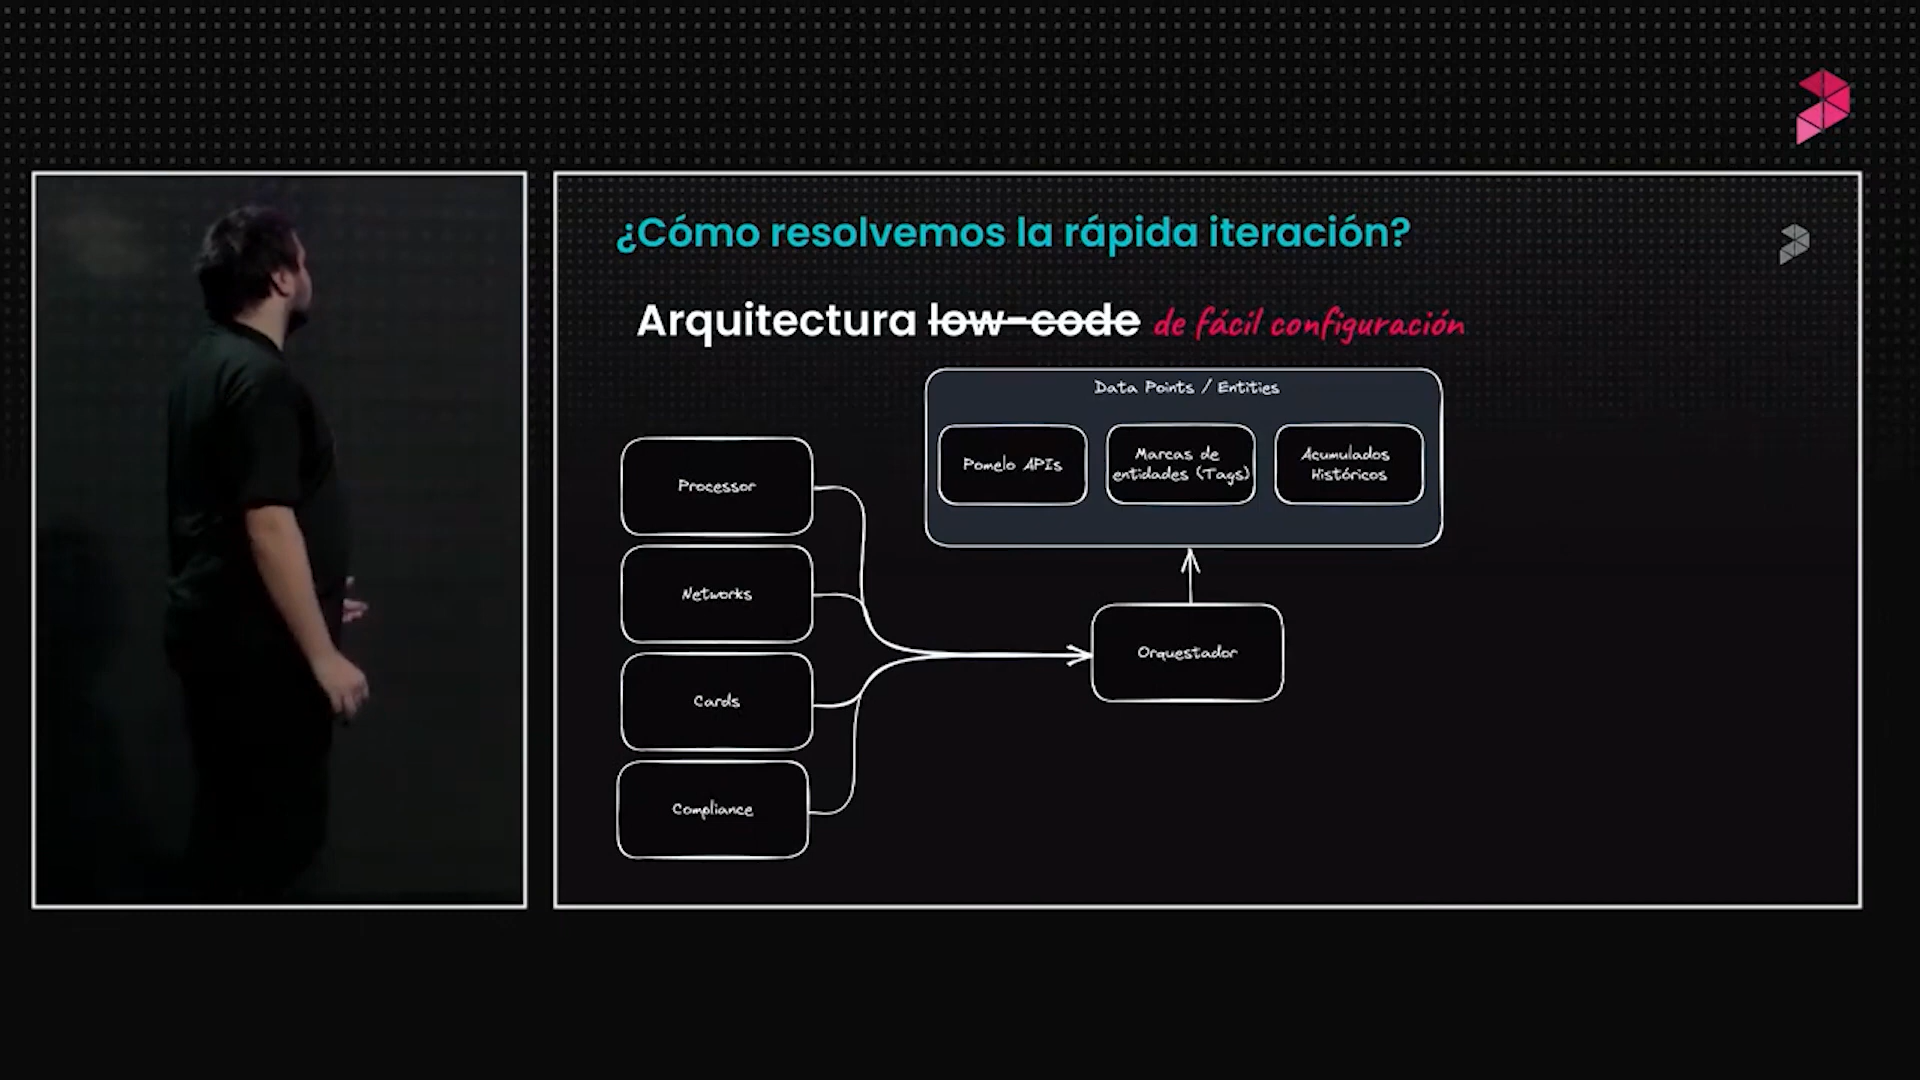 ¿Cómo resolvemos la rápida iteración?
Arquitectura low-code de fácil configuración
Data Points / Entities
Pomelo APIs
Marcas de
entidades (Tags)
Acumulados
Históricos
Processor
Networks
Cards
Compliance
Orquestador